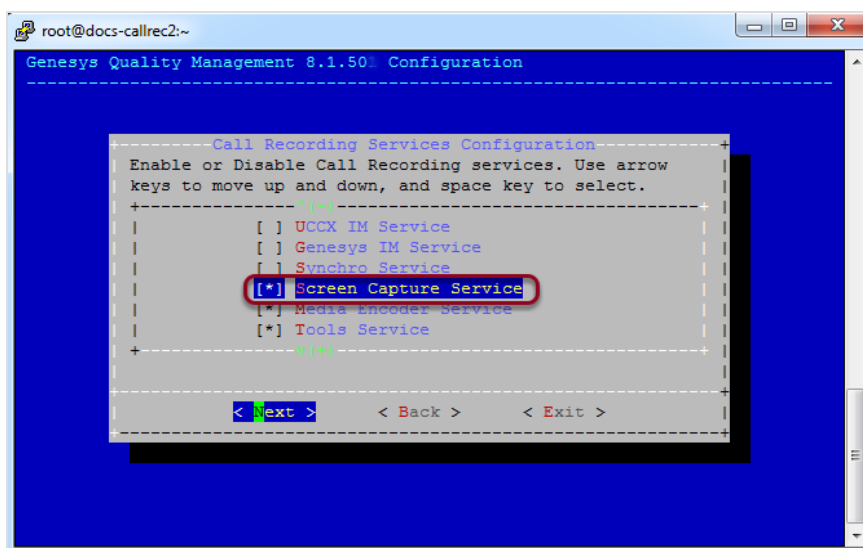 root@docs-callrec2:~
Genesys Quality Management 8.1.50 Configuration
Call Recording Services Configuration
Enable or Disable Call Recording services. Use arrow
keys to move up and down, and space key to select.
^(-)
[ ] UCCX IM Service
[ ] Genesys IM Service
[ ] Synchro Service
[*] Screen Capture Service
[*] Media Encoder Service
[*] Tools Service
v(+)
< Next > < Back > < Exit >